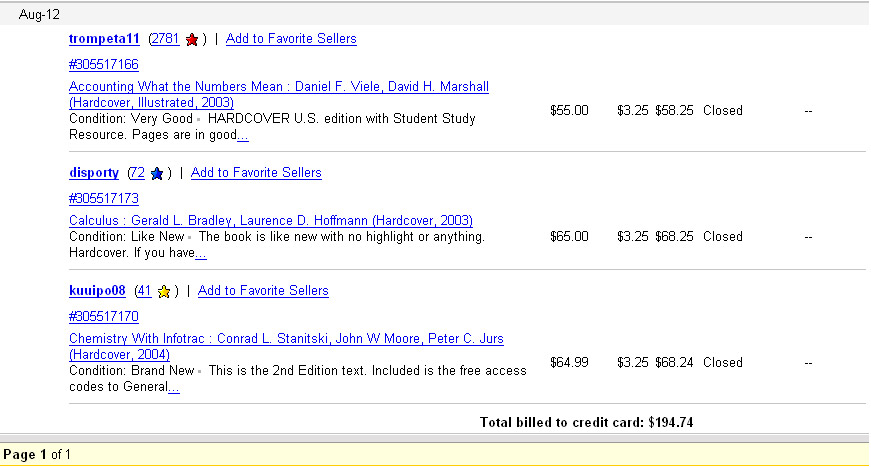 Aug-12
trompeta11 (2781 ) | Add to Favorite Sellers
#305517166
Accounting What the Numbers Mean : Daniel F. Viele, David H. Marshall
(Hardcover, Illustrated, 2003)
Condition: Very Good HARDCOVER U.S. edition with Student Study
Resource. Pages are in good...
$55.00 $3.25 $58.25 Closed --
disporty (72 ) | Add to Favorite Sellers
#305517173
Calculus : Gerald L. Bradley, Laurence D. Hoffmann (Hardcover, 2003)
Condition: Like New The book is like new with no highlight or anything.
Hardcover. If you have...
$65.00 $3.25 $68.25 Closed --
kuuipo08 (41 ) | Add to Favorite Sellers
#305517170
Chemistry With Infotrac : Conrad L. Stanitski, John W Moore, Peter C. Jurs
(Hardcover, 2004)
Condition: Brand New This is the 2nd Edition text. Included is the free access
codes to General...
$64.99 $3.25 $68.24 Closed --
Total billed to credit card: $194.74
Page 1 of 1